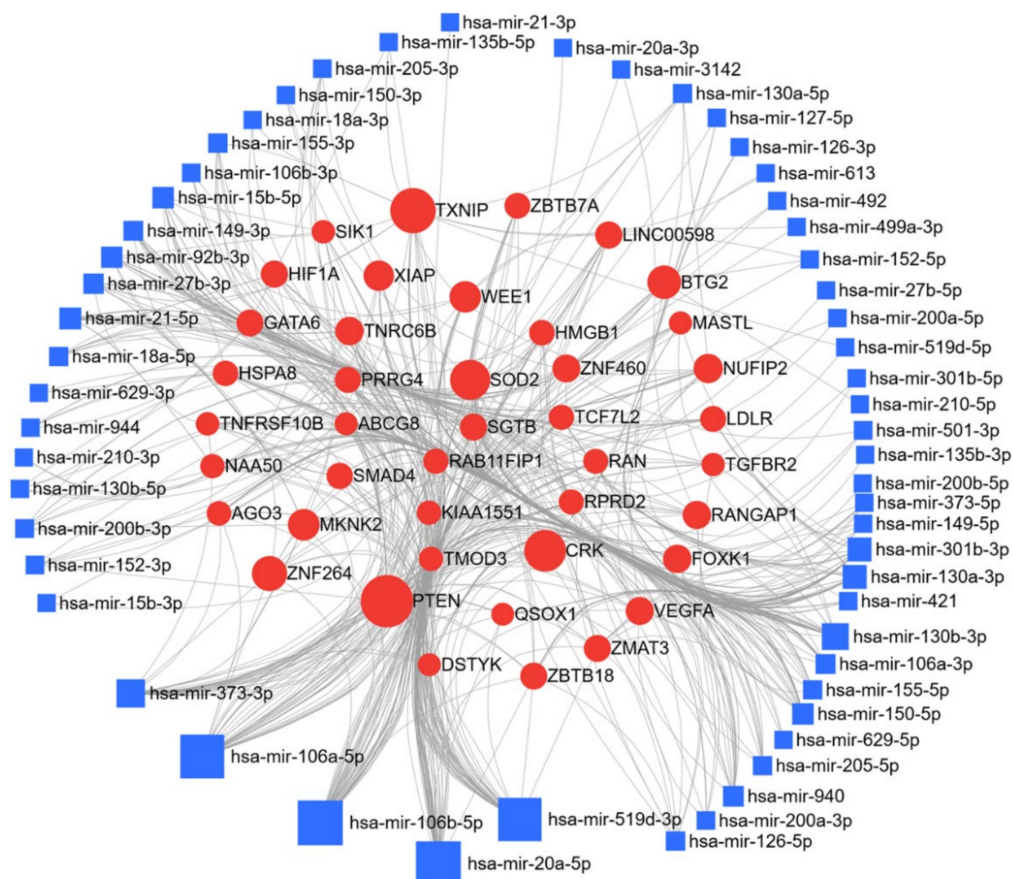 hsa-mir-21-3p
hsa-mir-135b-5p
hsa-mir-20a-3p
hsa-mir-205-3p
hsa-mir-3142
hsa-mir-150-3p
hsa-mir-130a-5p
hsa-mir-18a-3p
hsa-mir-127-5p
hsa-mir-155-3p
hsa-mir-126-3p
hsa-mir-106b-3p
hsa-mir-613
hsa-mir-15b-5p
hsa-mir-492
TXNIP
ZBTB7A
hsa-mir-149-3p
SIK1
LINC00598
hsa-mir-499a-3p
hsa-mir-92b-3p
hsa-mir-152-5p
HIF1A
XIAP
BTG2
hsa-mir-27b-3p
WEE1
hsa-mir-27b-5p
hsa-mir-21-5p
GATA6
TNRC6B
HMGB1
MASTL
hsa-mir-200a-5p
hsa-mir-18a-5p
hsa-mir-519d-5p
HSPA8
PRRG4
SOD2
ZNF460
NUFIP2
hsa-mir-301b-5p
hsa-mir-629-3p
hsa-mir-210-5p
TNFRSF10B
ABCG8
SGTB
TCF7L2
LDLR
hsa-mir-944
hsa-mir-501-3p
hsa-mir-210-3p
hsa-mir-135b-3p
NAA50
SMAD4
RAB11FIP1
RAN
TGFBR2
hsa-mir-130b-5p
hsa-mir-200b-5p
hsa-mir-373-5p
AGO3
MKNK2
KIAA1551
RPRD2
RANGAP1
hsa-mir-200b-3p
hsa-mir-149-5p
hsa-mir-301b-3p
hsa-mir-152-3p
ZNF264
TMOD3
CRK
FOXK1
hsa-mir-130a-3p
hsa-mir-15b-3p
PTEN
QSOX1
VEGFA
hsa-mir-421
hsa-mir-130b-3p
ZMAT3
hsa-mir-106a-3p
DSTYK
ZBTB18
hsa-mir-373-3p
hsa-mir-155-5p
hsa-mir-150-5p
hsa-mir-629-5p
hsa-mir-106a-5p
hsa-mir-205-5p
hsa-mir-940
hsa-mir-106b-5p
hsa-mir-519d-3p
hsa-mir-200a-3p
hsa-mir-126-5p
hsa-mir-20a-5p